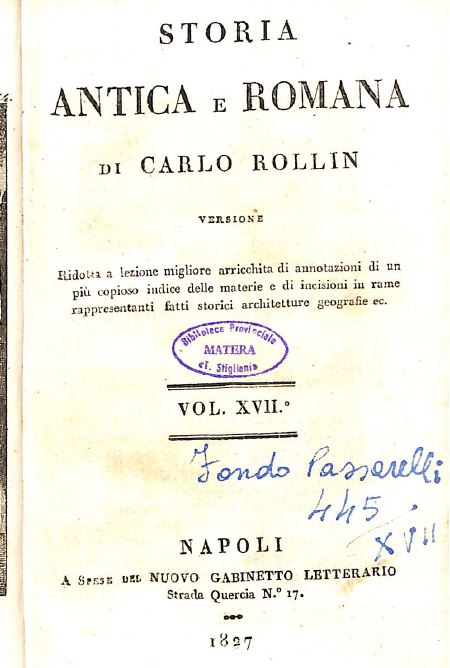 STORIA
ANTICA E ROMANA
DI CARLO ROLLIN
VERSIONE
Ridotta a lezione migliore arricchita di annotazioni di un
più copioso indice delle materie e di incisioni in rame
rappresentanti fatti storici architetture geografie ec.
Biblioteca Provinciale
MATERA
«T. Stigliani»
VOL. XVII.°
Fondo Passarelli
445
XVII
NAPOLI
A SPESE DEL NUOVO GABINETTO LETTERARIO
Strada Quercia N.° 17.
1827